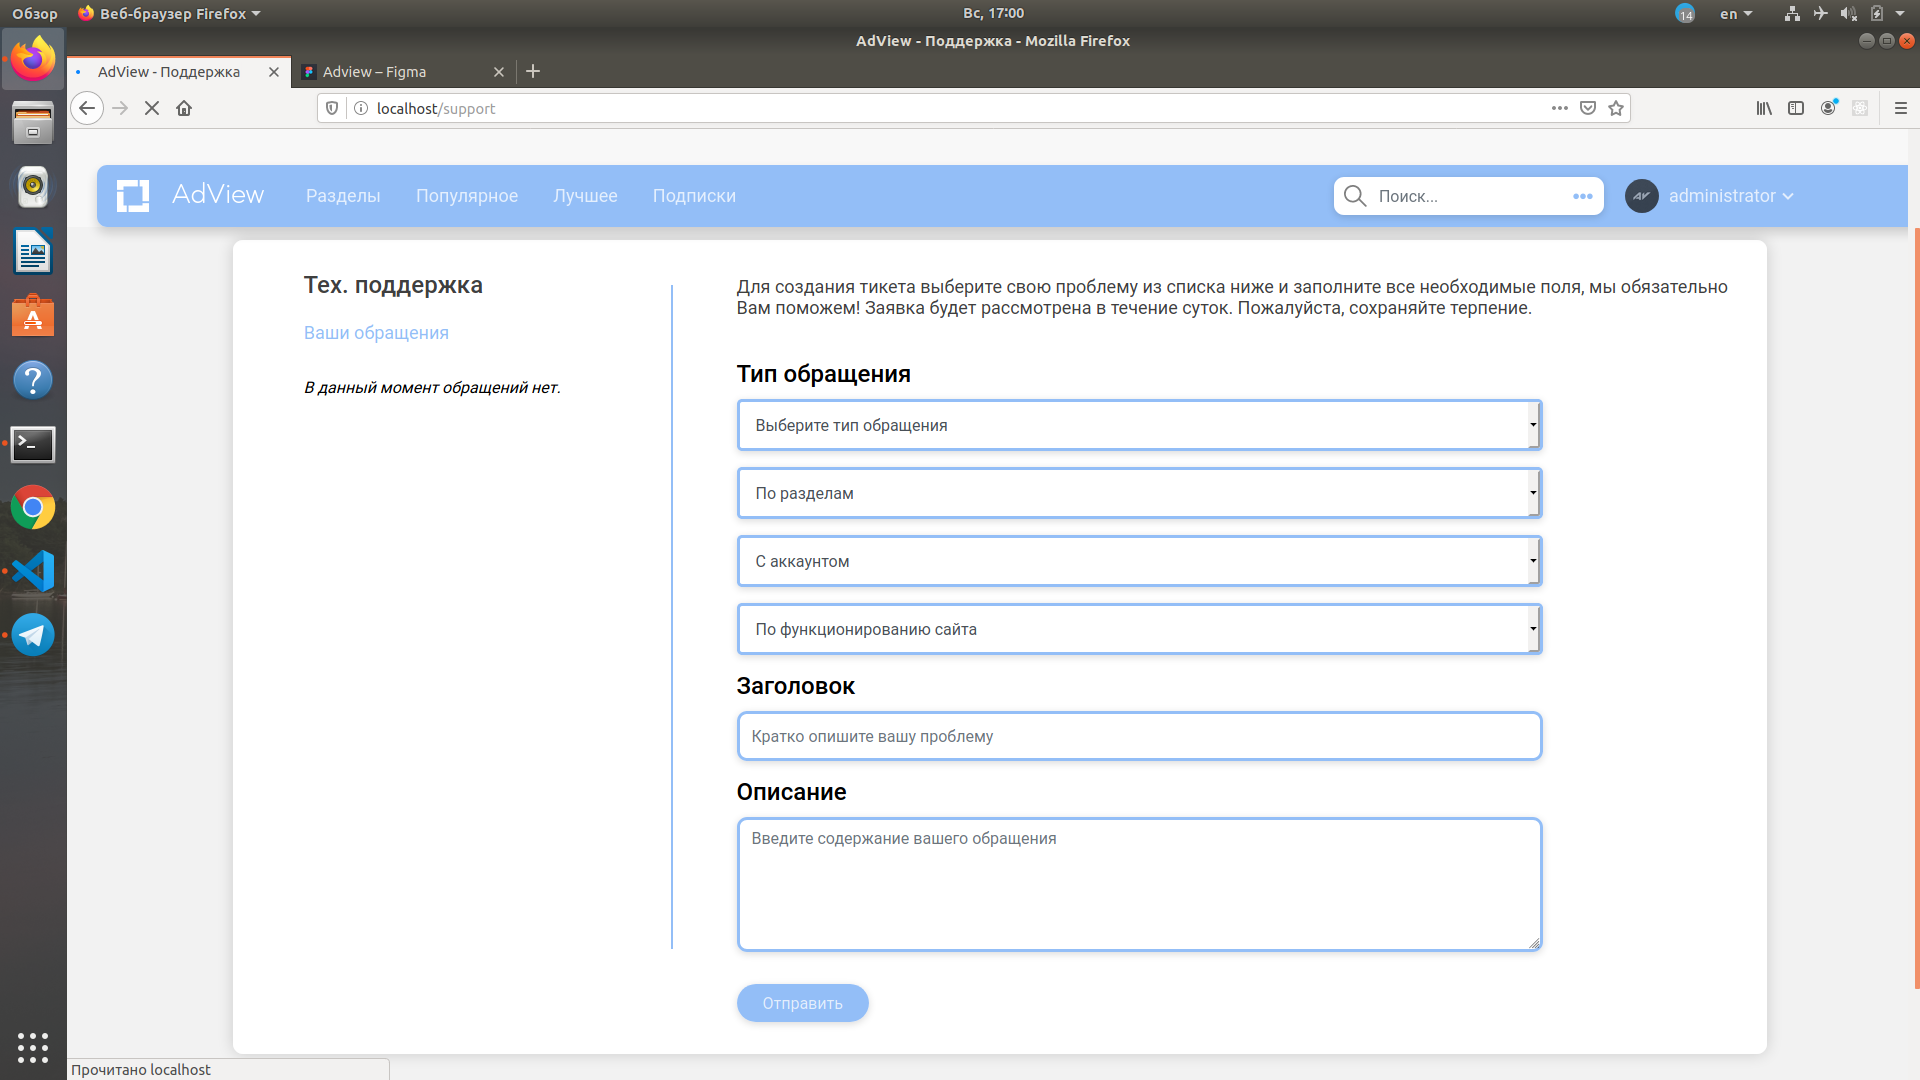 Обзор
Веб-браузер Firefox
Вс, 17:00
14
en
AdView - Поддержка - Mozilla Firefox
AdView - Поддержка
Adview – Figma
localhost/support
AdView
Разделы
Популярное
Лучшее
Подписки
Поиск...
AV
administrator
Тех. поддержка
Ваши обращения
В данный момент обращений нет.
Для создания тикета выберите свою проблему из списка ниже и заполните все необходимые поля, мы обязательно
Вам поможем! Заявка будет рассмотрена в течение суток. Пожалуйста, сохраняйте терпение.
Тип обращения
Выберите тип обращения
По разделам
С аккаунтом
По функционированию сайта
Заголовок
Кратко опишите вашу проблему
Описание
Введите содержание вашего обращения
Отправить
Прочитано localhost